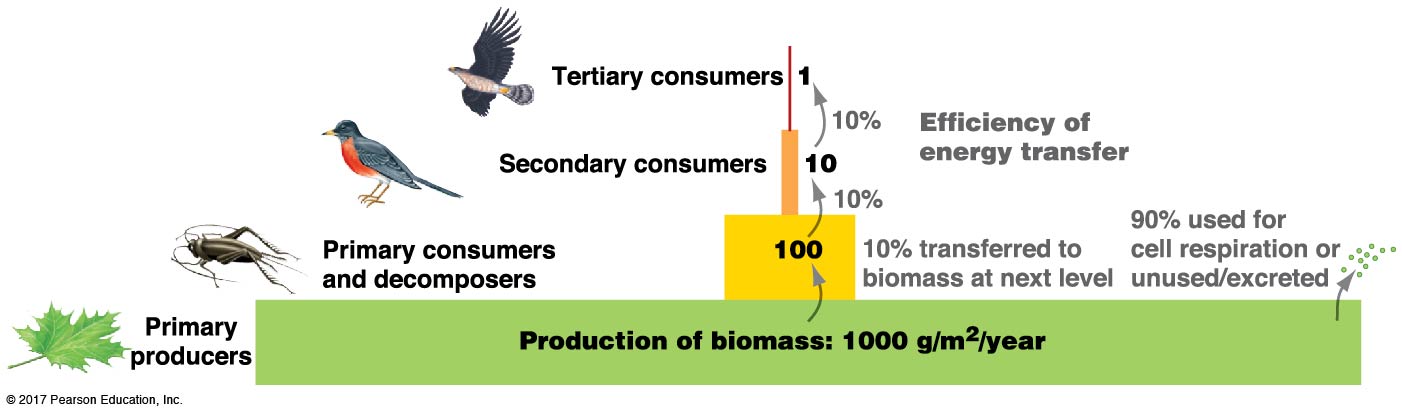 Tertiary consumers 1
10%
Efficiency of
energy transfer
Secondary consumers 10
10%
Primary consumers
and decomposers
100
10% transferred to
biomass at next level
90% used for
cell respiration or
unused/excreted
Primary
producers
Production of biomass: 1000 g/m²/year
© 2017 Pearson Education, Inc.